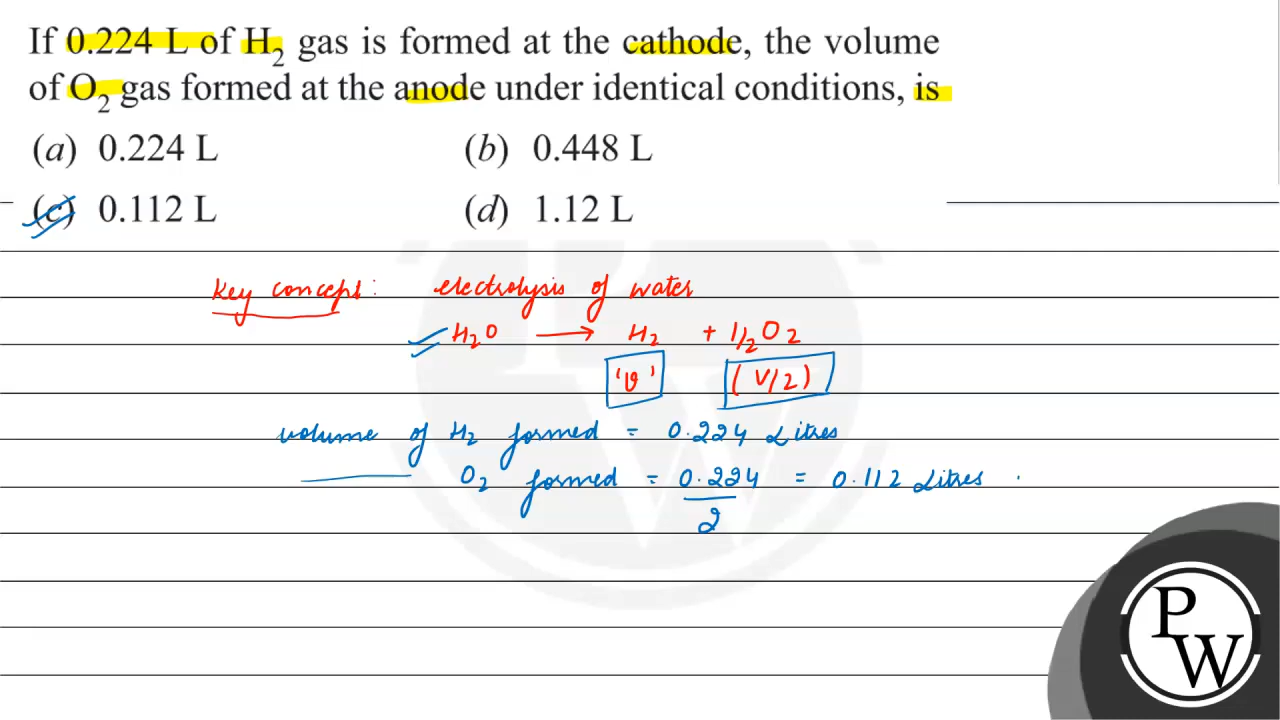 If 0.224 L of H₂ gas is formed at the cathode, the volume
of O₂ gas formed at the anode under identical conditions, is
(a) 0.224 L (b) 0.448 L
(c) 0.112 L (d) 1.12 L
Key concept: electrolysis of water
H₂O → H₂ + 1/2 O₂
'v' (V/2)
volume of H₂ formed = 0.224 Litres
O₂ formed = 0.224/2 = 0.112 Litres .
P
W